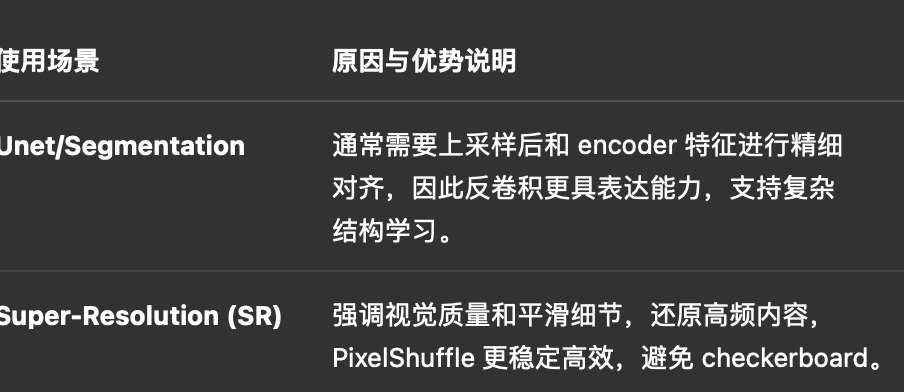 使用场景
原因与优势说明
Unet/Segmentation
通常需要上采样后和 encoder 特征进行精细
对齐，因此反卷积更具表达能力，支持复杂
结构学习。
Super-Resolution (SR)
强调视觉质量和平滑细节，还原高频内容，
PixelShuffle 更稳定高效，避免 checkerboard。